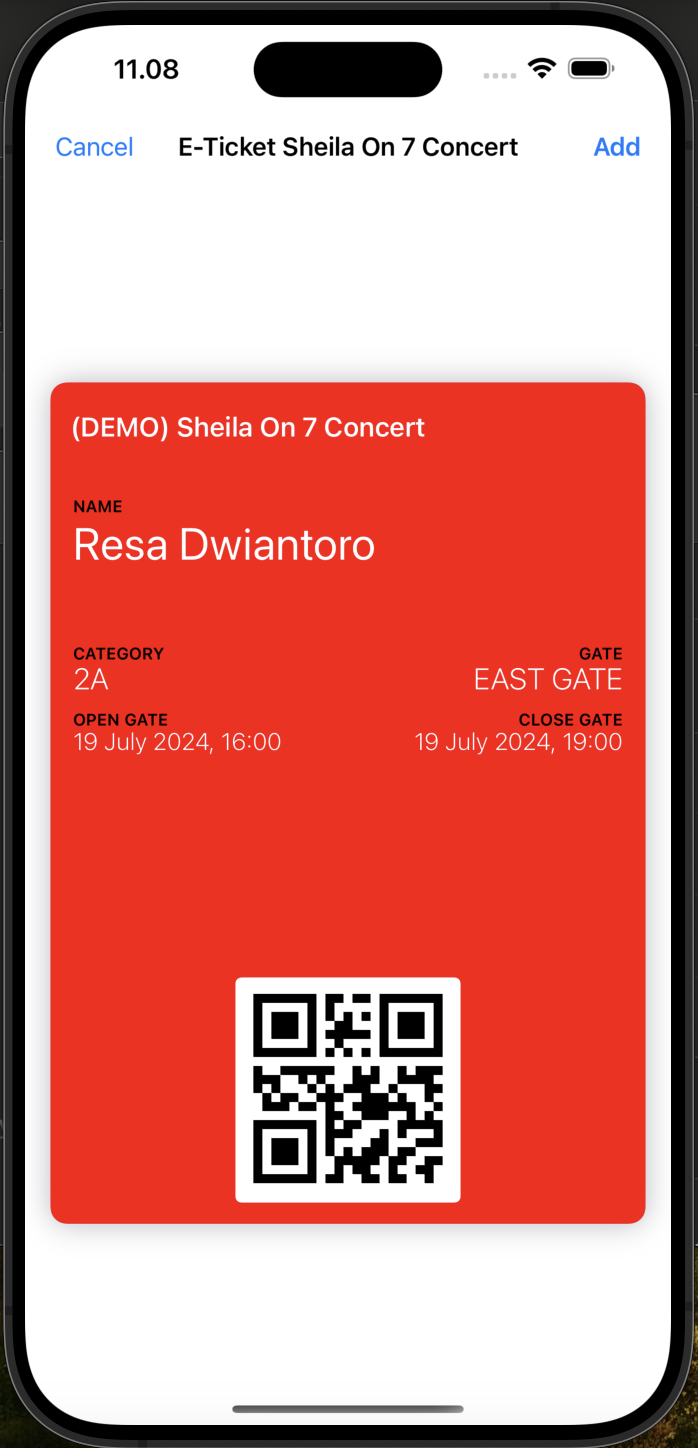 11.08
Cancel E-Ticket Sheila On 7 Concert Add
(DEMO) Sheila On 7 Concert
NAME
Resa Dwiantoro
CATEGORY GATE
2A EAST GATE
OPEN GATE CLOSE GATE
19 July 2024, 16:00 19 July 2024, 19:00